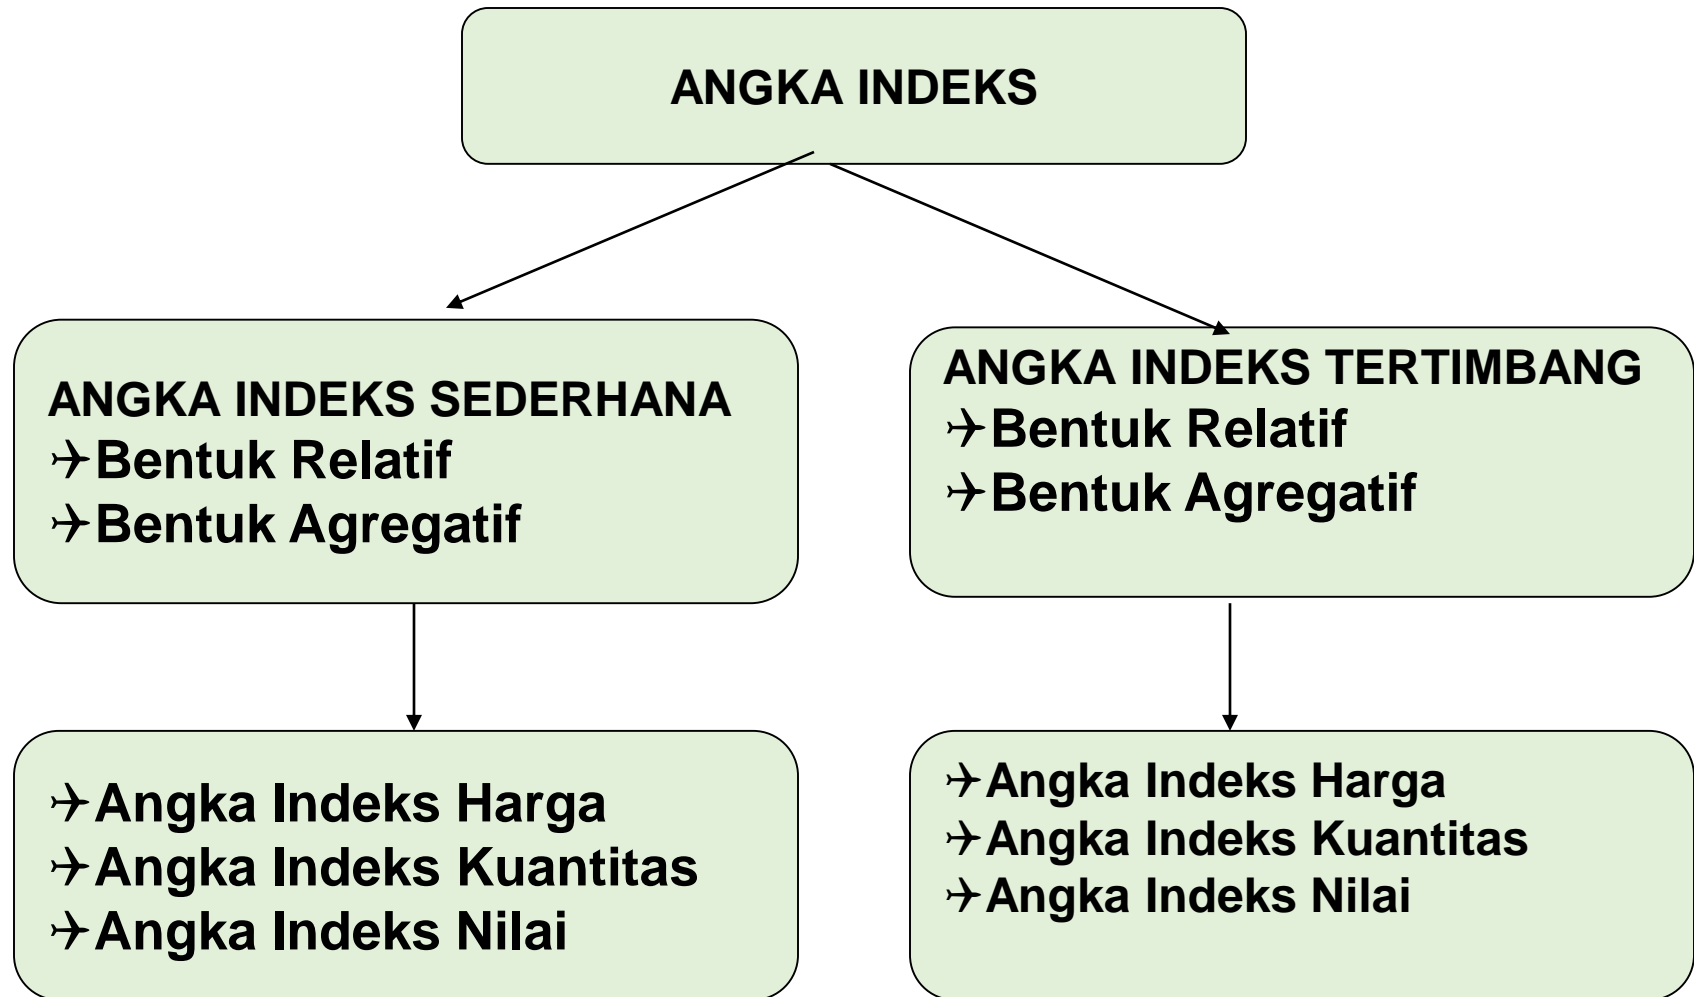 ANGKA INDEKS
ANGKA INDEKS SEDERHANA
✈Bentuk Relatif
✈Bentuk Agregatif
ANGKA INDEKS TERTIMBANG
✈Bentuk Relatif
✈Bentuk Agregatif
✈Angka Indeks Harga
✈Angka Indeks Kuantitas
✈Angka Indeks Nilai
✈Angka Indeks Harga
✈Angka Indeks Kuantitas
✈Angka Indeks Nilai